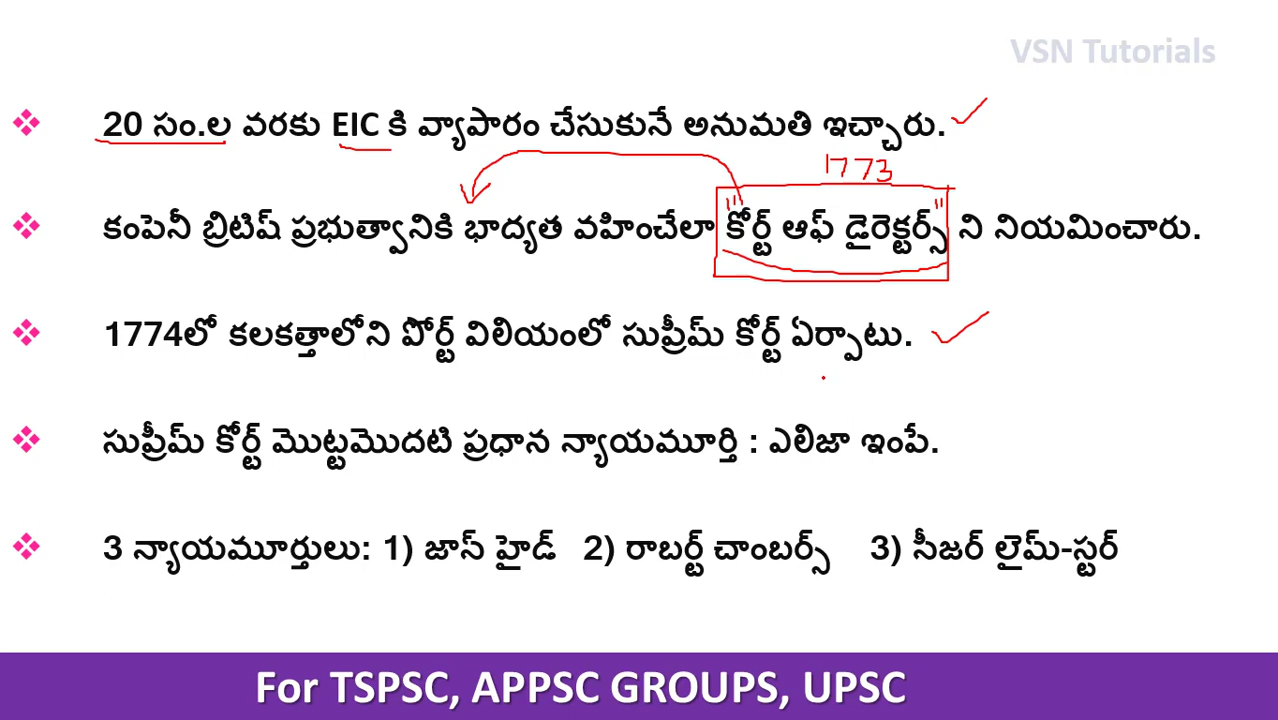 VSN Tutorials
❖ 20 సం.ల వరకు EIC కి వ్యాపారం చేసుకునే అనుమతి ఇచ్చారు.
1773
❖ కంపెనీ బ్రిటిష్ ప్రభుత్వానికి భాద్యత వహించేలా "కోర్ట్ ఆఫ్ డైరెక్టర్స్" ని నియమించారు.
❖ 1774లో కలకత్తాలోని పోర్ట్ విలియంలో సుప్రీమ్ కోర్ట్ ఏర్పాటు.
❖ సుప్రీమ్ కోర్ట్ మొట్టమొదటి ప్రధాన న్యాయమూర్తి : ఎలిజా ఇంపే.
❖ 3 న్యాయమూర్తులు: 1) జాస్ హైడ్ 2) రాబర్ట్ చాంబర్స్ 3) సీజర్ లైమ్-స్టర్
For TSPSC, APPSC GROUPS, UPSC